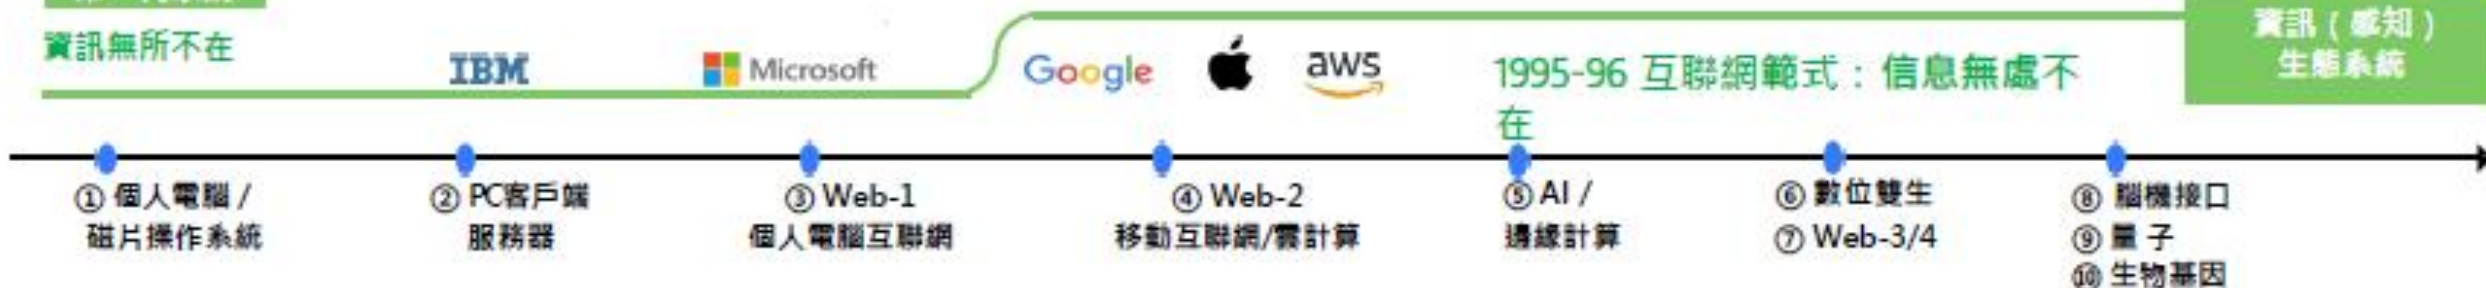 資訊無所不在
IBM
Microsoft
Google
aws
1995-96 互聯網範式：信息無處不
在
資訊（感知）
生態系統
① 個人電腦 /
磁片操作系統
② PC客戶端
服務器
③ Web-1
個人電腦互聯網
④ Web-2
移動互聯網/雲計算
⑤ AI /
邊緣計算
⑥ 數位雙生
⑦ Web-3/4
⑧ 腦機接口
⑨ 量 子
⑩ 生物基因